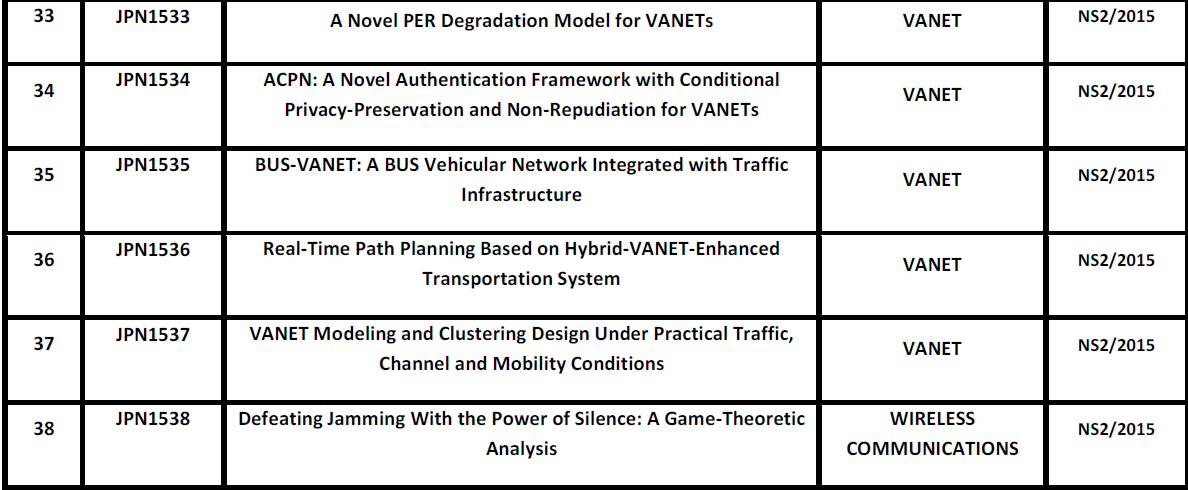 33 JPN1533 A Novel PER Degradation Model for VANETs VANET NS2/2015
34 JPN1534 ACPN: A Novel Authentication Framework with Conditional
Privacy-Preservation and Non-Repudiation for VANETs VANET NS2/2015
35 JPN1535 BUS-VANET: A BUS Vehicular Network Integrated with Traffic
Infrastructure VANET NS2/2015
36 JPN1536 Real-Time Path Planning Based on Hybrid-VANET-Enhanced
Transportation System VANET NS2/2015
37 JPN1537 VANET Modeling and Clustering Design Under Practical Traffic,
Channel and Mobility Conditions VANET NS2/2015
38 JPN1538 Defeating Jamming With the Power of Silence: A Game-Theoretic
Analysis WIRELESS
COMMUNICATIONS NS2/2015